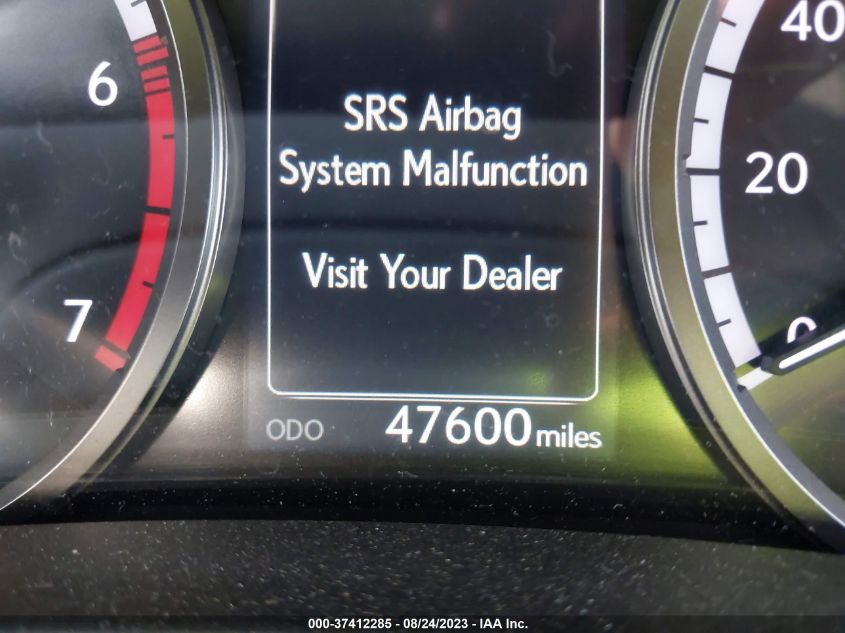 40
6
SRS Airbag
System Malfunction
20
Visit Your Dealer
7
0
ODO 47600 miles
000-37412285 - 08/24/2023 - IAA Inc.